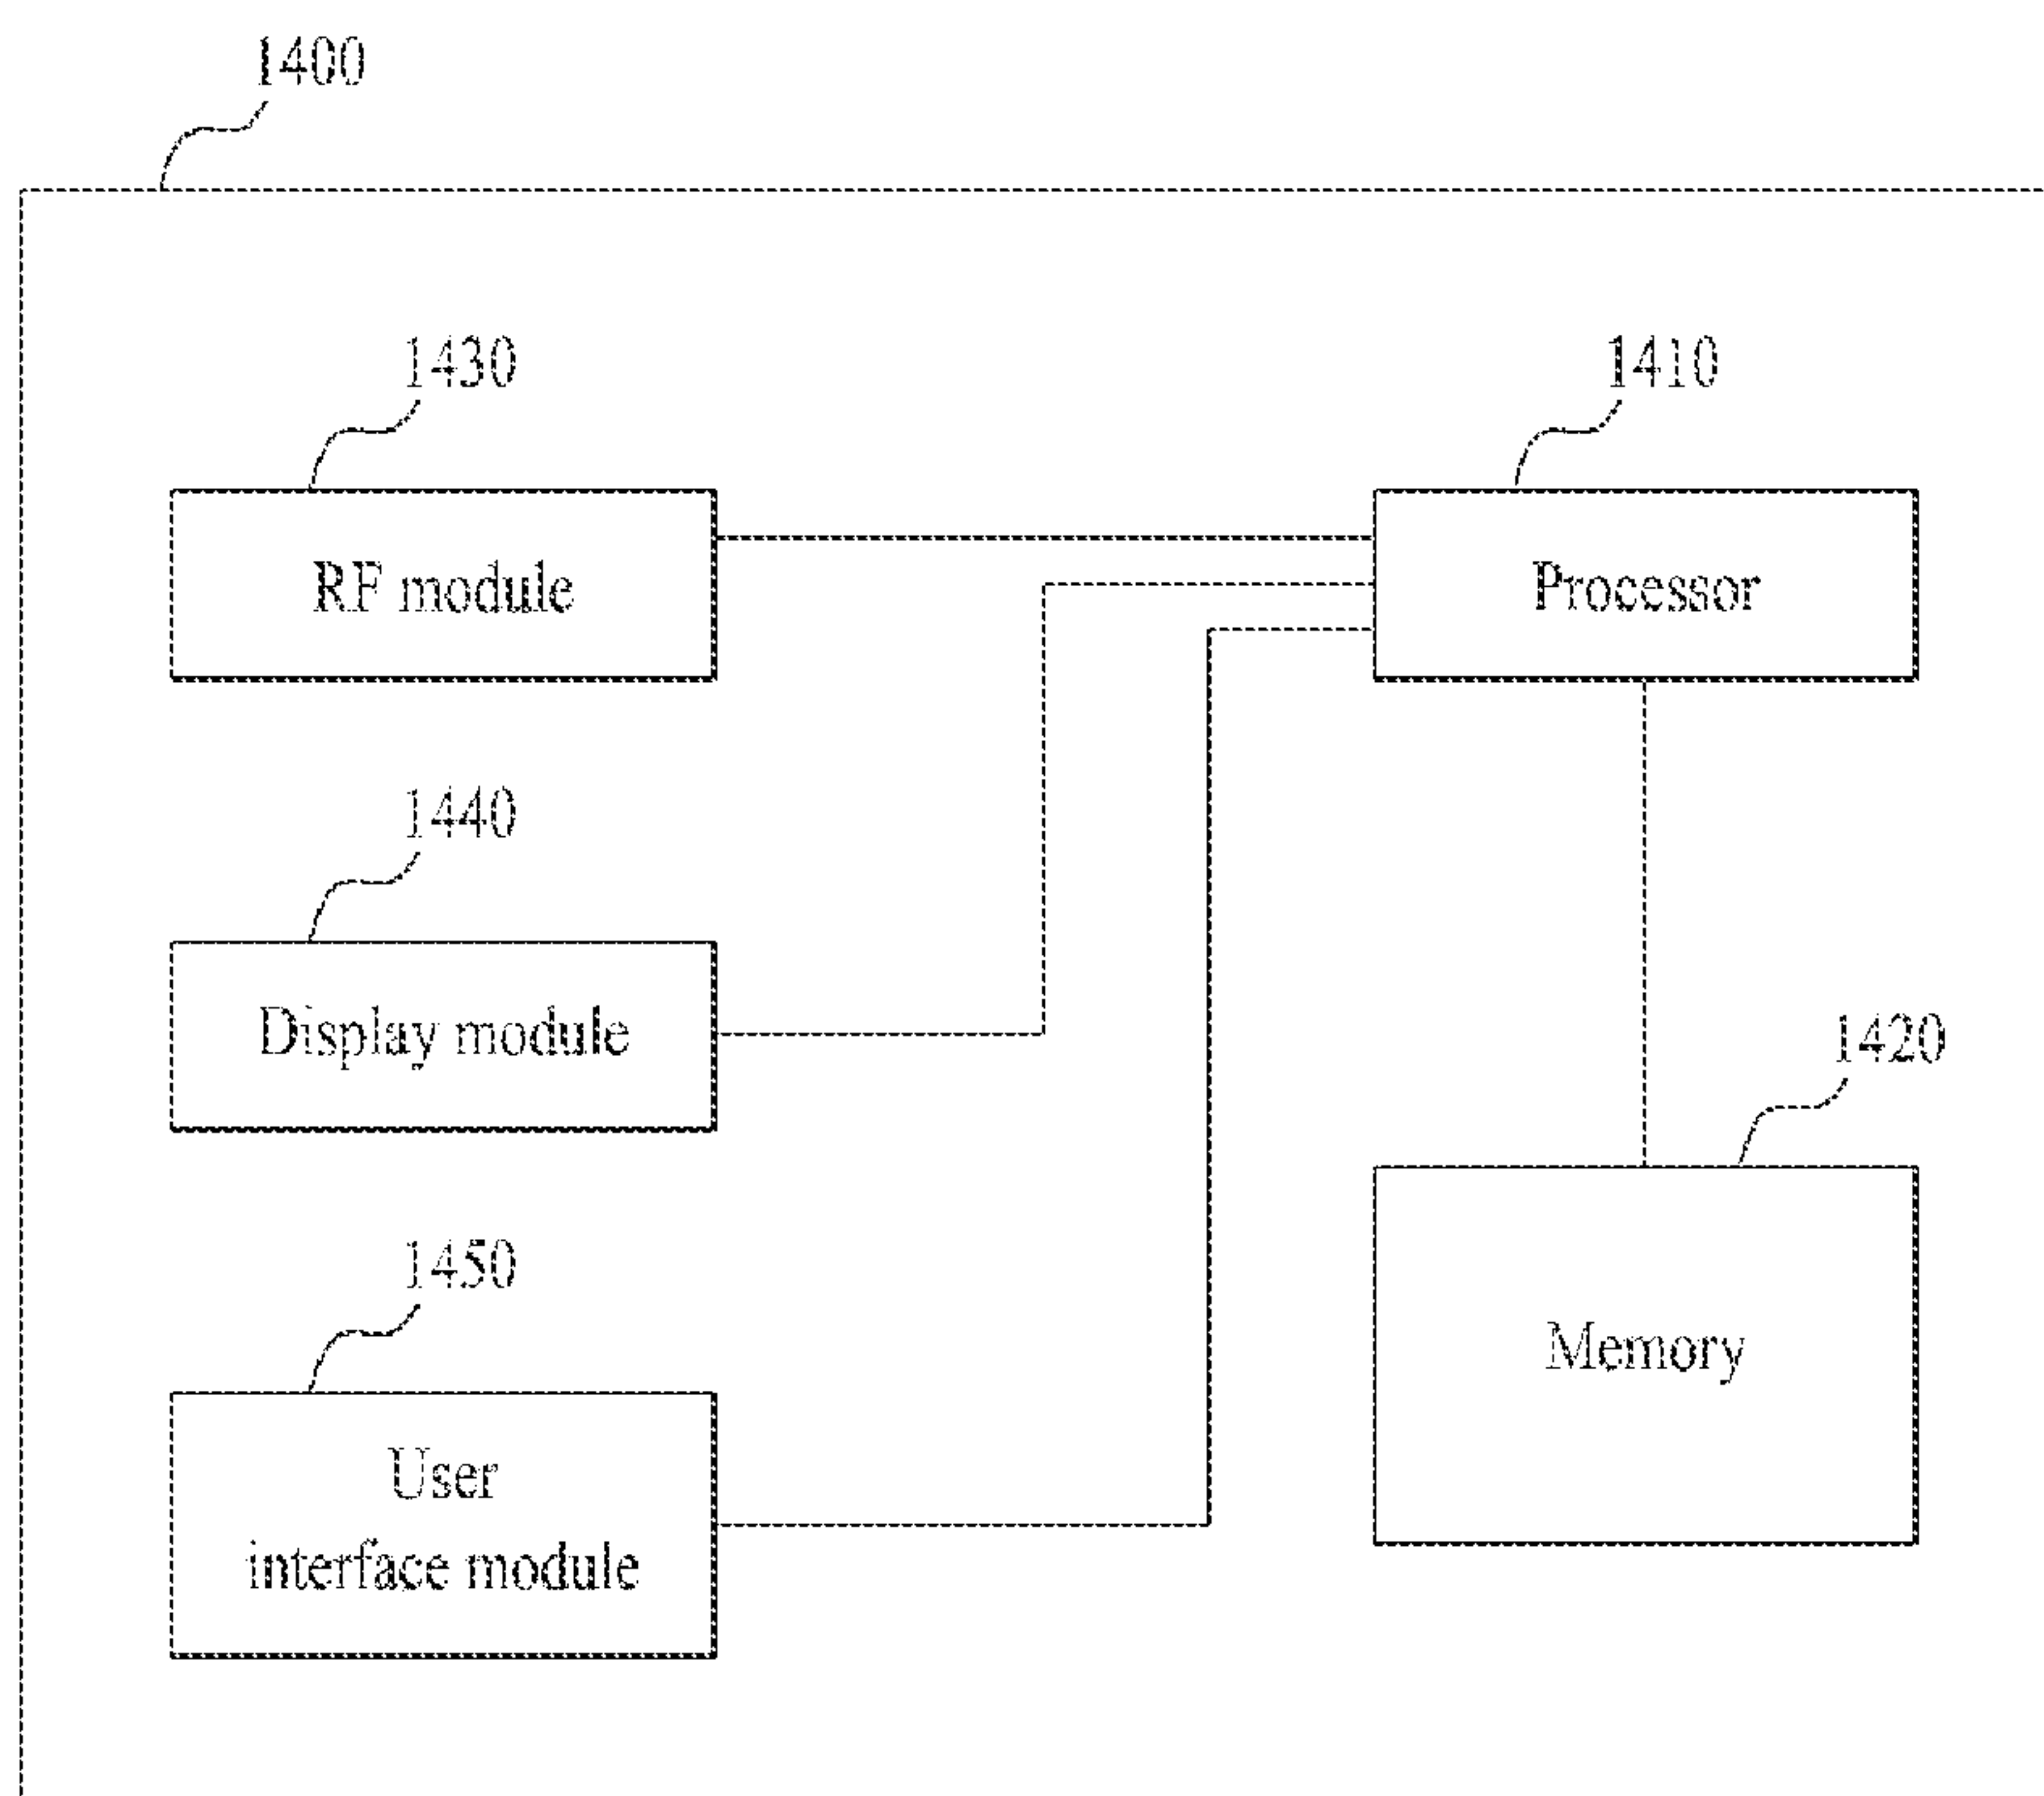 1400
1430
1410
RF module
Processor
1440
Display module
1420
1450
Memory
User
interface module